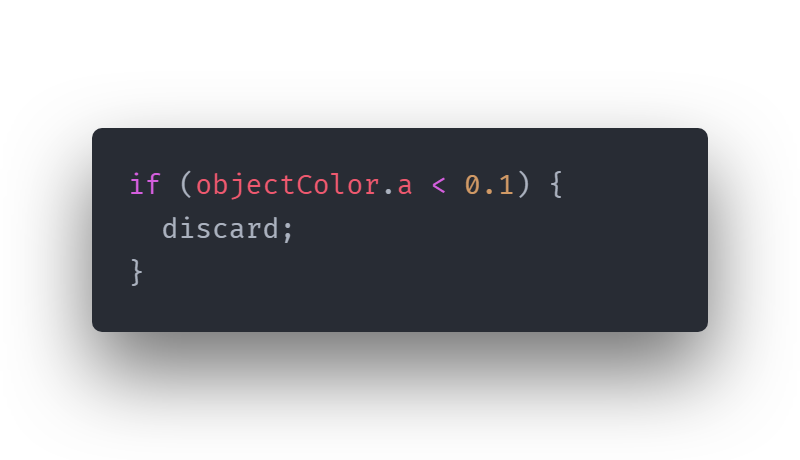 if (objectColor.a < 0.1) {
  discard;
}